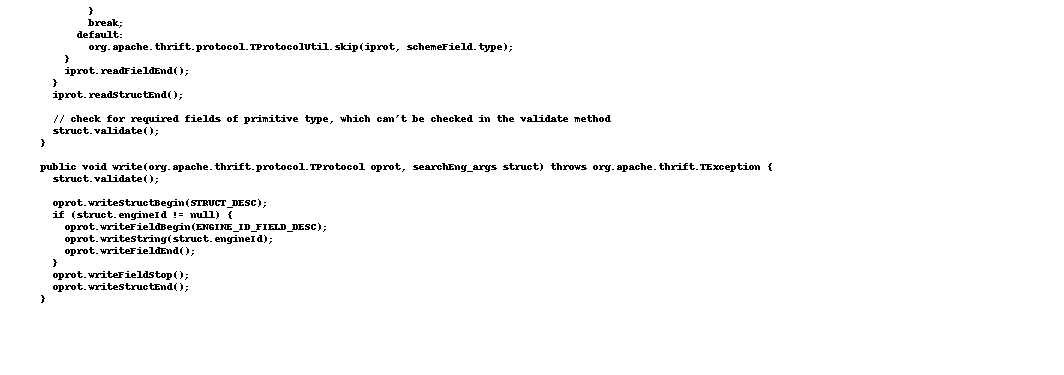 }
        break;
      default:
        org.apache.thrift.protocol.TProtocolUtil.skip(iprot, schemeField.type);
    }
    iprot.readFieldEnd();
  }
  iprot.readStructEnd();

  // check for required fields of primitive type, which can't be checked in the validate method
  struct.validate();
}

public void write(org.apache.thrift.protocol.TProtocol oprot, searchEng_args struct) throws org.apache.thrift.TException {
  struct.validate();

  oprot.writeStructBegin(STRUCT_DESC);
  if (struct.engineId != null) {
    oprot.writeFieldBegin(ENGINE_ID_FIELD_DESC);
    oprot.writeString(struct.engineId);
    oprot.writeFieldEnd();
  }
  oprot.writeFieldStop();
  oprot.writeStructEnd();
}